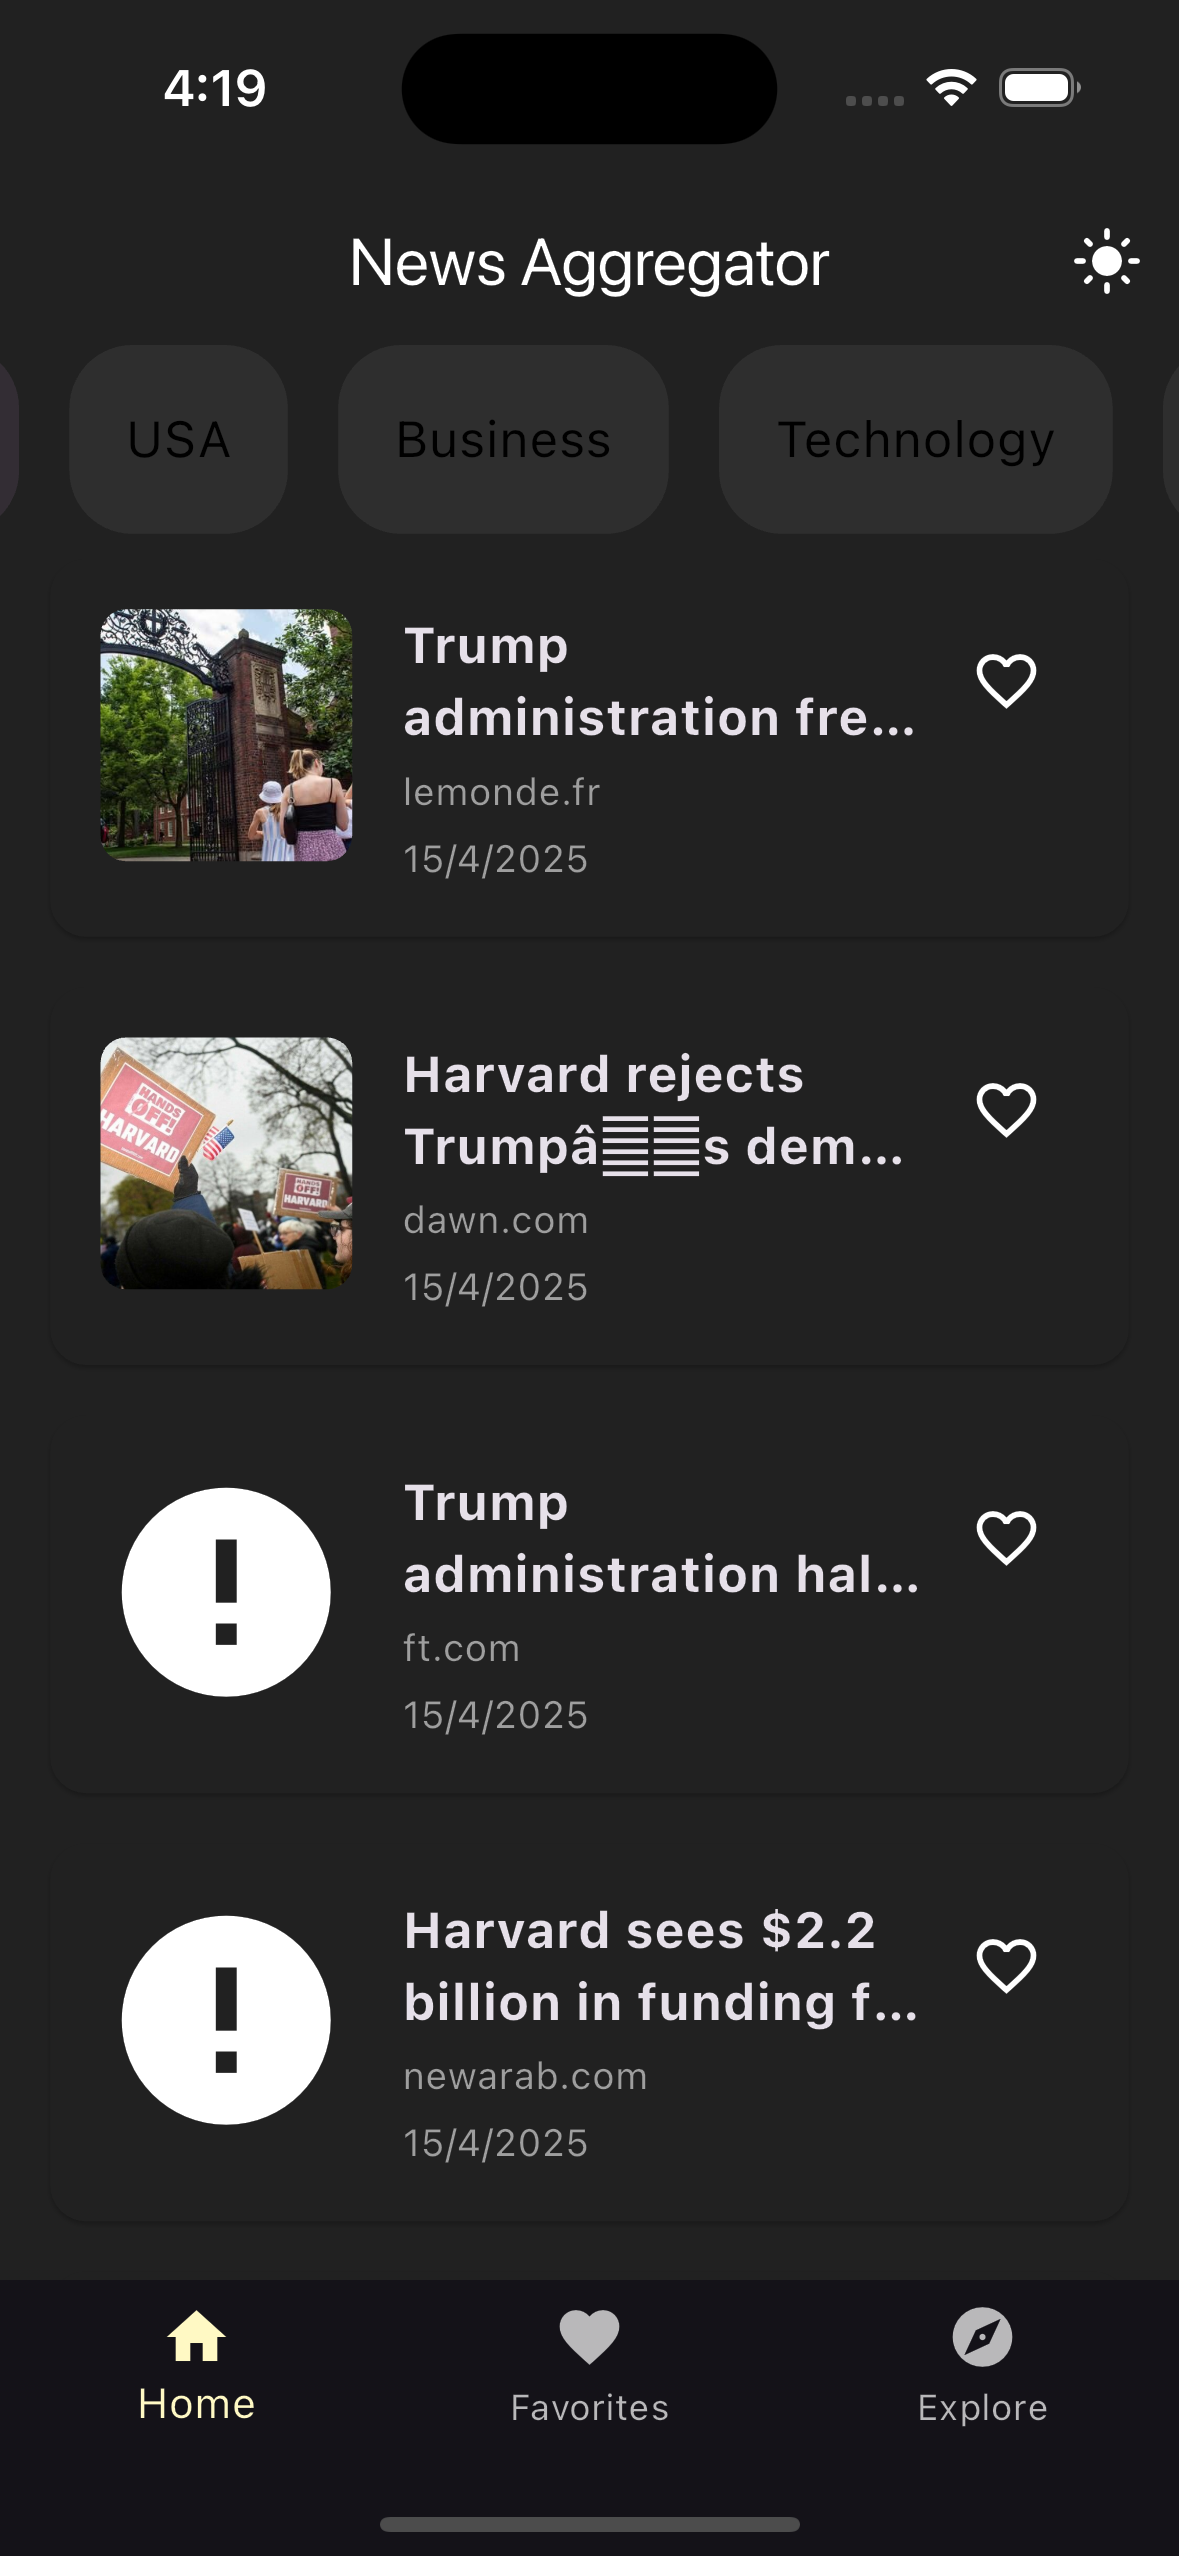 4:19
News Aggregator
USA
Business
Technology
Trump
administration fre...
lemonde.fr
15/4/2025
HANDS
OFF!
HARVARD
HANDS
OFF!
HARVARD
Harvard rejects
Trumpâs dem...
dawn.com
15/4/2025
Trump
administration hal...
ft.com
15/4/2025
Harvard sees $2.2
billion in funding f...
newarab.com
15/4/2025
Home
Favorites
Explore